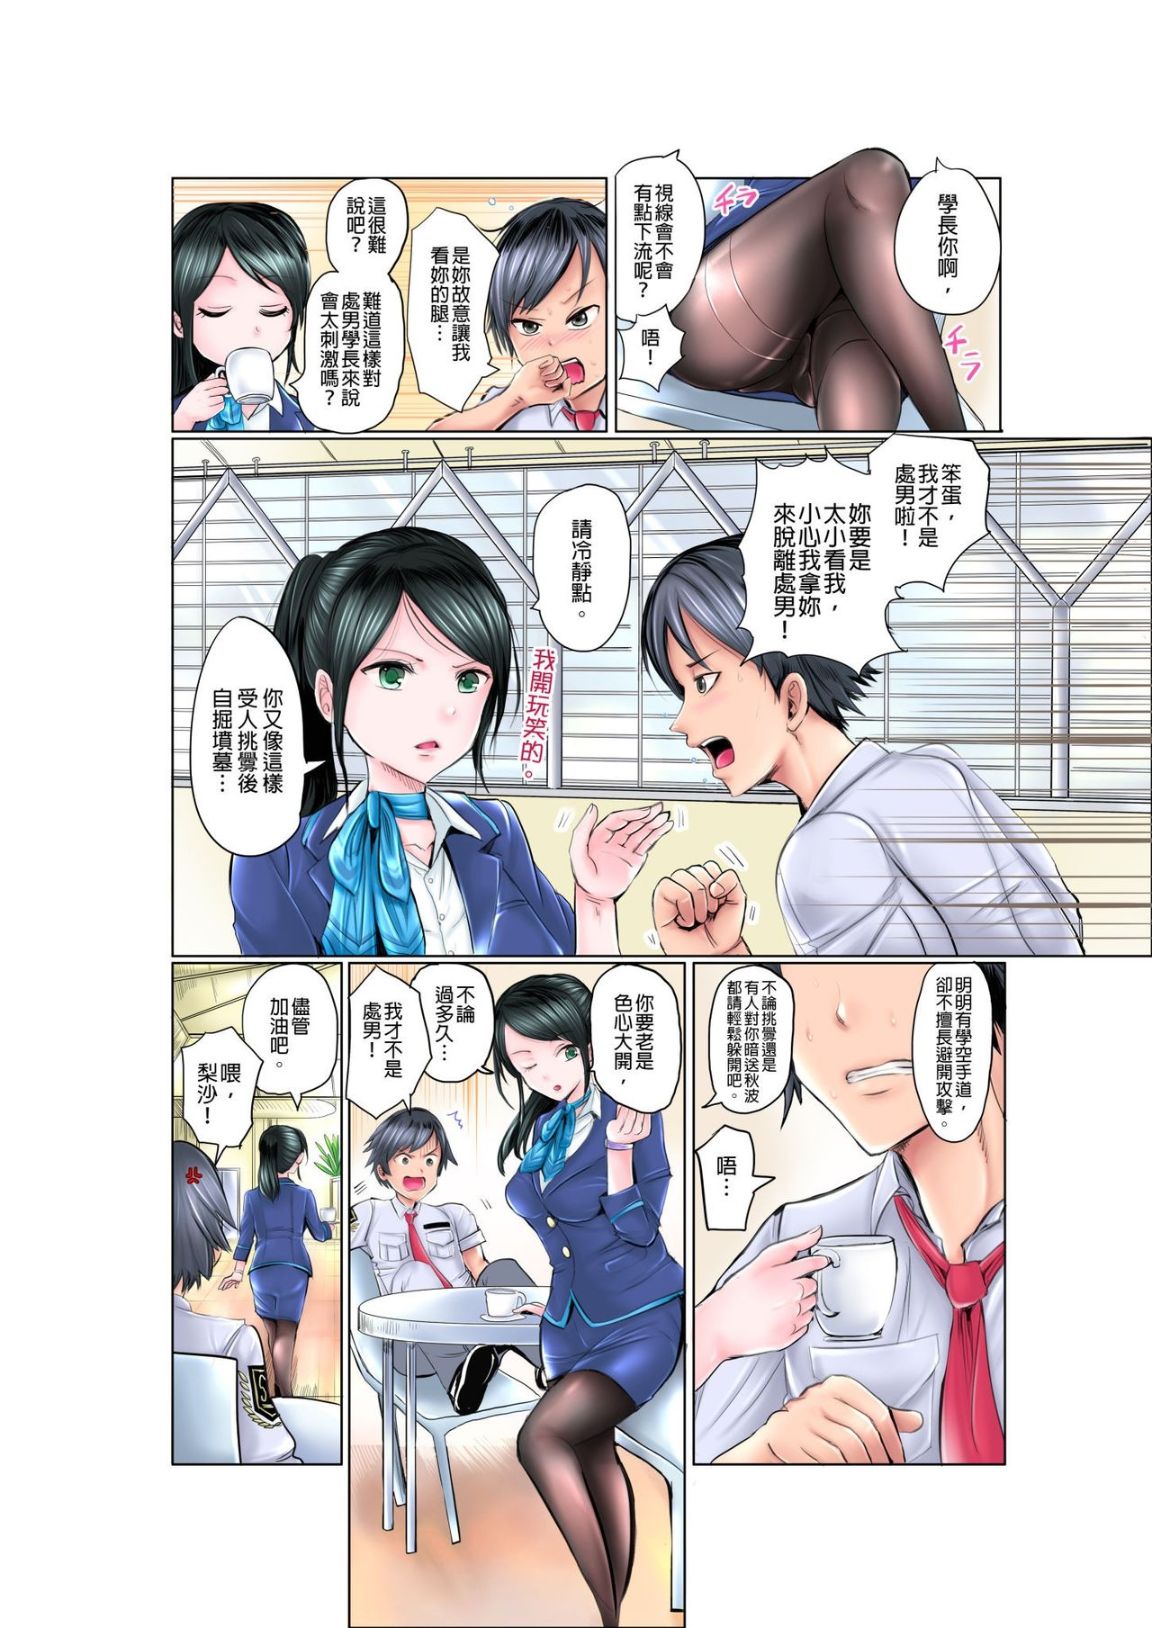 學長你啊，
チラ
チラ
視線會不會
有點下流呢？
唔！
是妳故意讓我
看妳的腿…
這很難
說吧？
難道這樣對
處男學長來說
會太刺激嗎？
笨蛋，
我才不是
處男啦！
妳要是
太小看我，
小心我拿妳
來脫離處男！
請冷靜點。
我開玩笑的。
你又像這樣
受人挑釁後
自掘墳墓…
明明有學空手道，
卻不擅長避開攻擊。
不論挑釁還是
有人對你暗送秋波
都請輕鬆躲開吧。
唔…
你要老是
色心大開，
不論
過多久…
我才不是
處男！
儘管
加油吧。
喂，
梨沙！
S